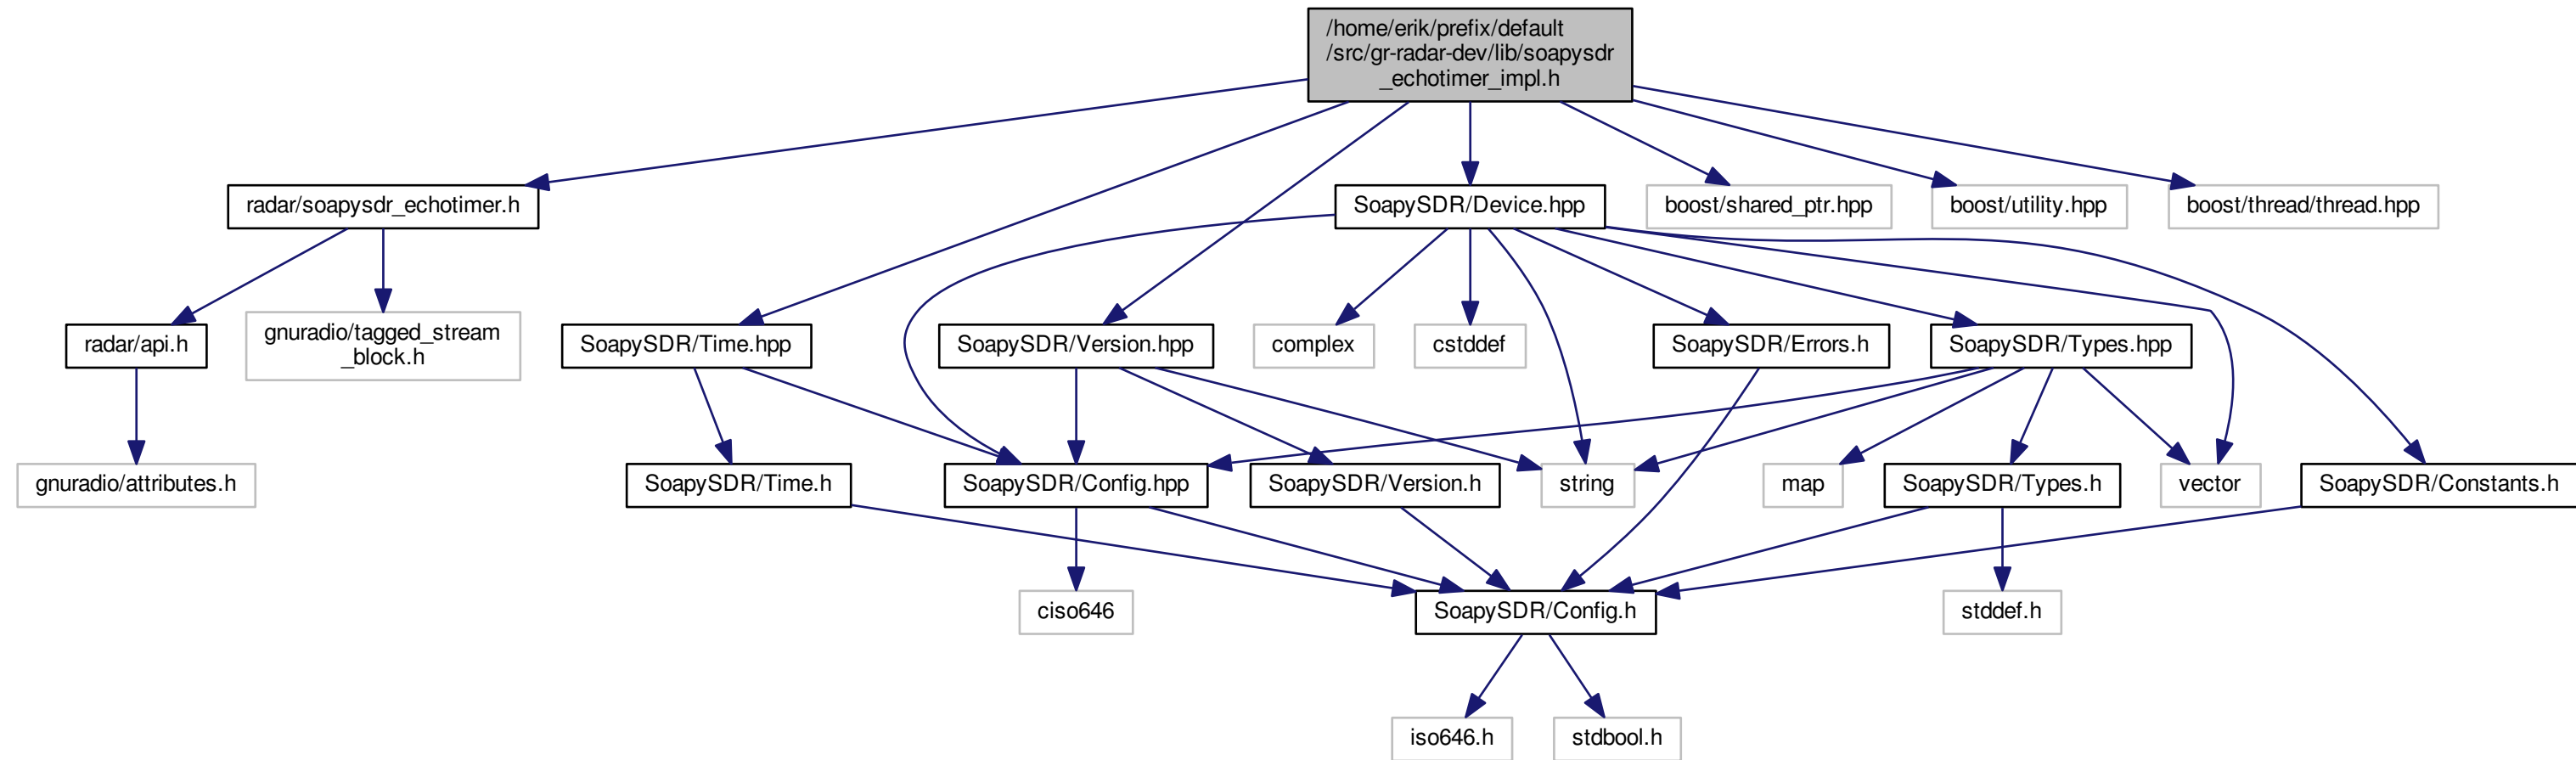 /home/erik/prefix/default
/src/gr-radar-dev/lib/soapysdr
_echotimer_impl.h
radar/soapysdr_echotimer.h
SoapySDR/Device.hpp
boost/shared_ptr.hpp
boost/utility.hpp
boost/thread/thread.hpp
radar/api.h
gnuradio/tagged_stream
_block.h
SoapySDR/Time.hpp
SoapySDR/Version.hpp
complex
cstddef
SoapySDR/Errors.h
SoapySDR/Types.hpp
gnuradio/attributes.h
SoapySDR/Time.h
SoapySDR/Config.hpp
SoapySDR/Version.h
string
map
SoapySDR/Types.h
vector
SoapySDR/Constants.h
ciso646
SoapySDR/Config.h
stddef.h
iso646.h
stdbool.h